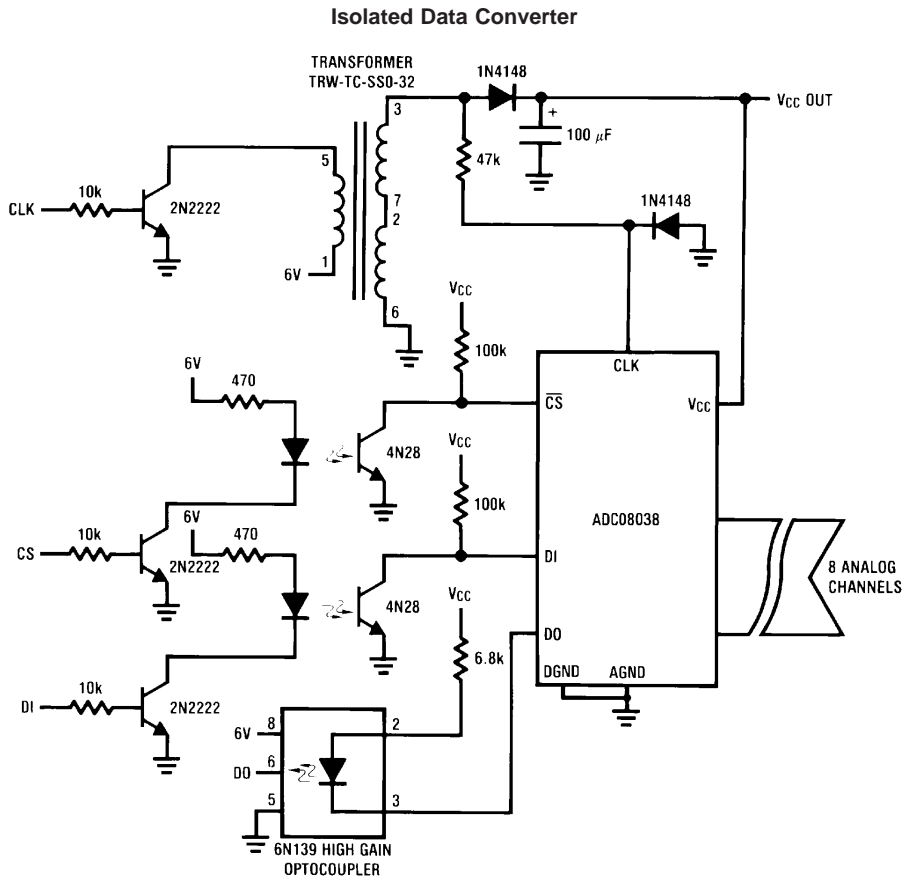 Isolated Data Converter
TRANSFORMER
TRW-TC-SS0-32
1N4148
3
VCC OUT
+
100 µF
5
47k
10k
7
1N4148
CLK
2N2222
2
6V
1
6
VCC
100k
CLK
6V
470
CS
VCC
4N28
VCC
ADC08038
10k
6V
470
100k
CS
2N2222
DI
8 ANALOG
CHANNELS
4N28
VCC
DO
6.8k
10k
DGND
AGND
DI
2N2222
8
2
6V
6
DO
5
3
6N139 HIGH GAIN
OPTOCOUPLER